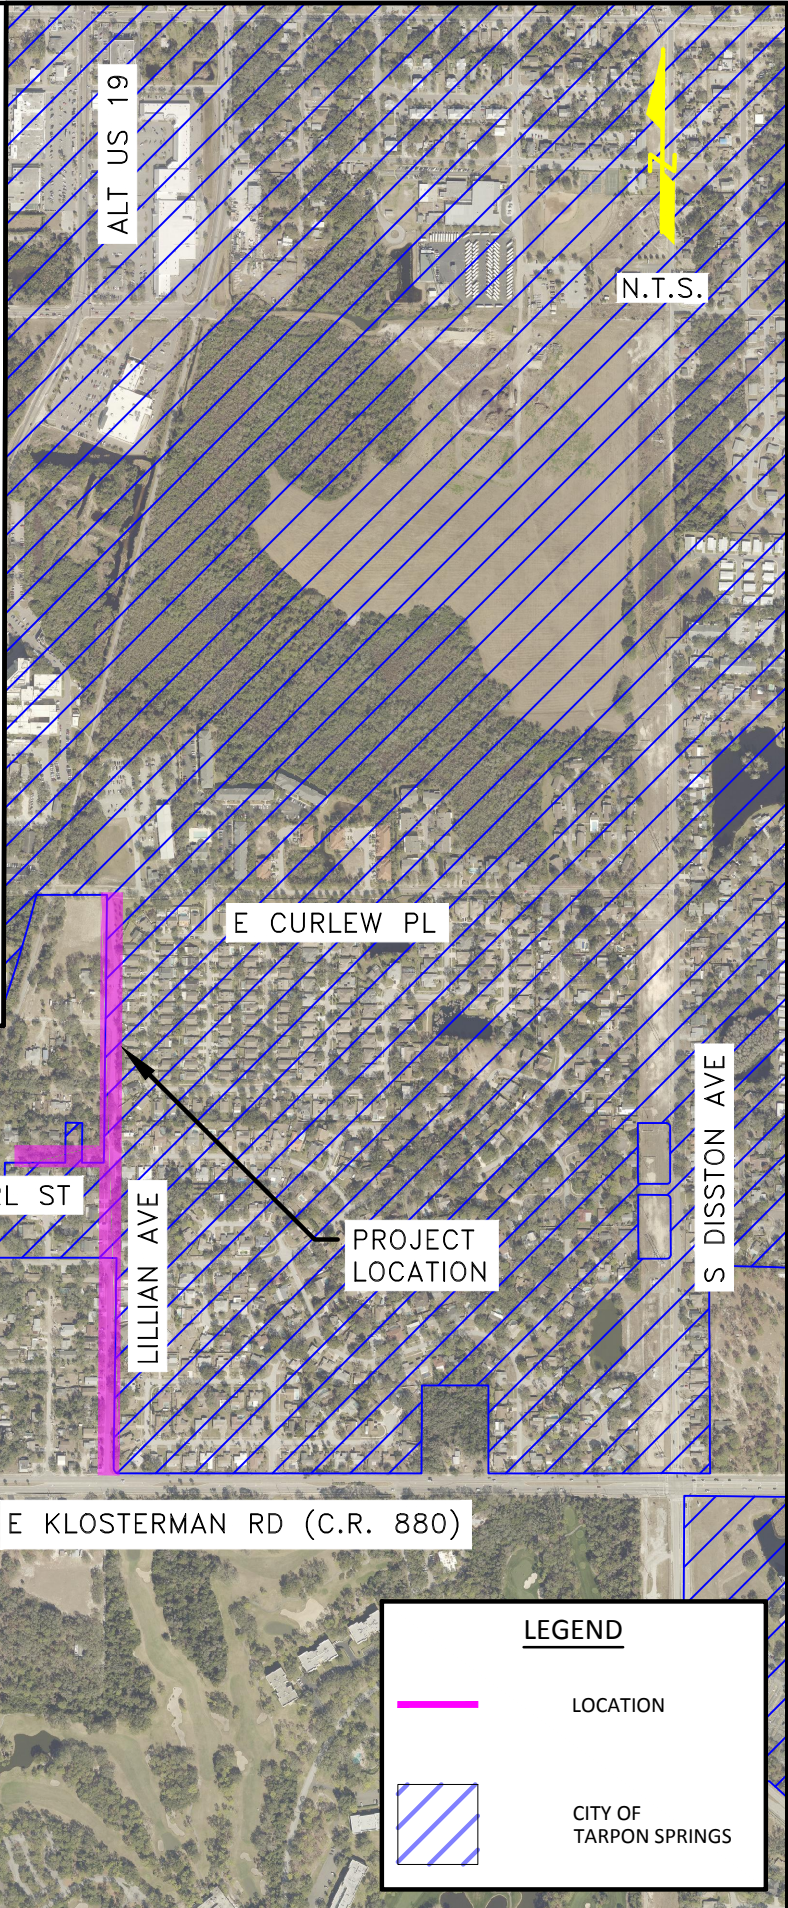 ALT US 19
N.T.S.
E CURLEW PL
S DISSTON AVE
RL ST
LILLIAN AVE
PROJECT
LOCATION
E KLOSTERMAN RD (C.R. 880)
LEGEND
LOCATION
CITY OF
TARPON SPRINGS